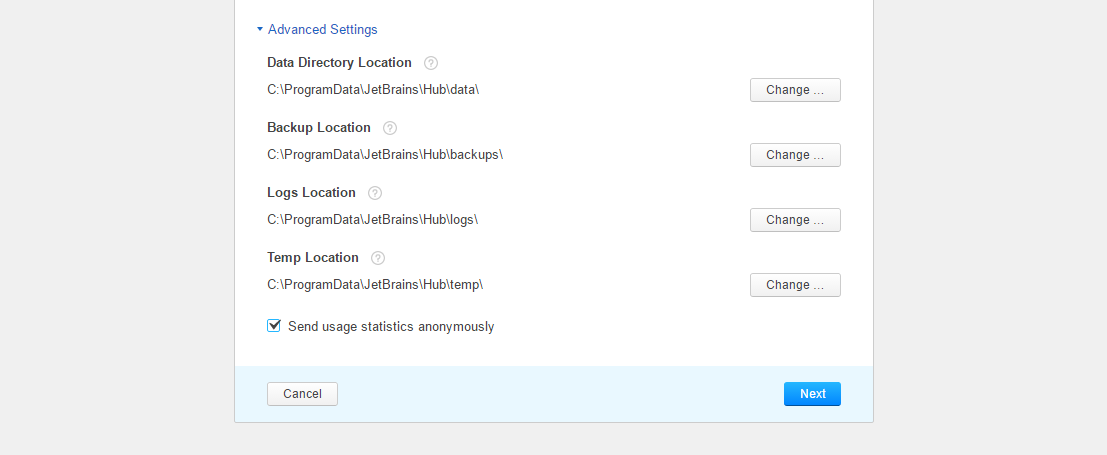 Advanced Settings
Data Directory Location ?
C:\ProgramData\JetBrains\Hub\data\ Change ...
Backup Location ?
C:\ProgramData\JetBrains\Hub\backups\ Change ...
Logs Location ?
C:\ProgramData\JetBrains\Hub\logs\ Change ...
Temp Location ?
C:\ProgramData\JetBrains\Hub\temp\ Change ...
Send usage statistics anonymously
Cancel Next